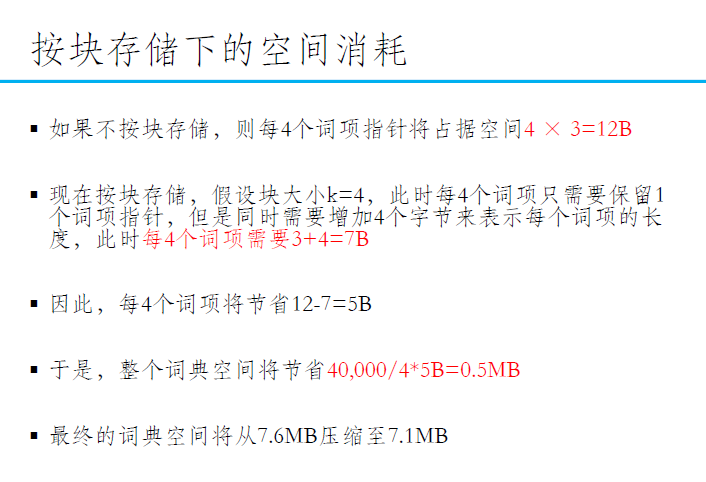 按块存储下的空间消耗
▪ 如果不按块存储，则每4个词项指针将占据空间4 × 3=12B
▪ 现在按块存储，假设块大小k=4，此时每4个词项只需要保留1
个词项指针，但是同时需要增加4个字节来表示每个词项的长
度，此时每4个词项需要3+4=7B
▪ 因此，每4个词项将节省12-7=5B
▪ 于是，整个词典空间将节省40,000/4*5B=0.5MB
▪ 最终的词典空间将从7.6MB压缩至7.1MB